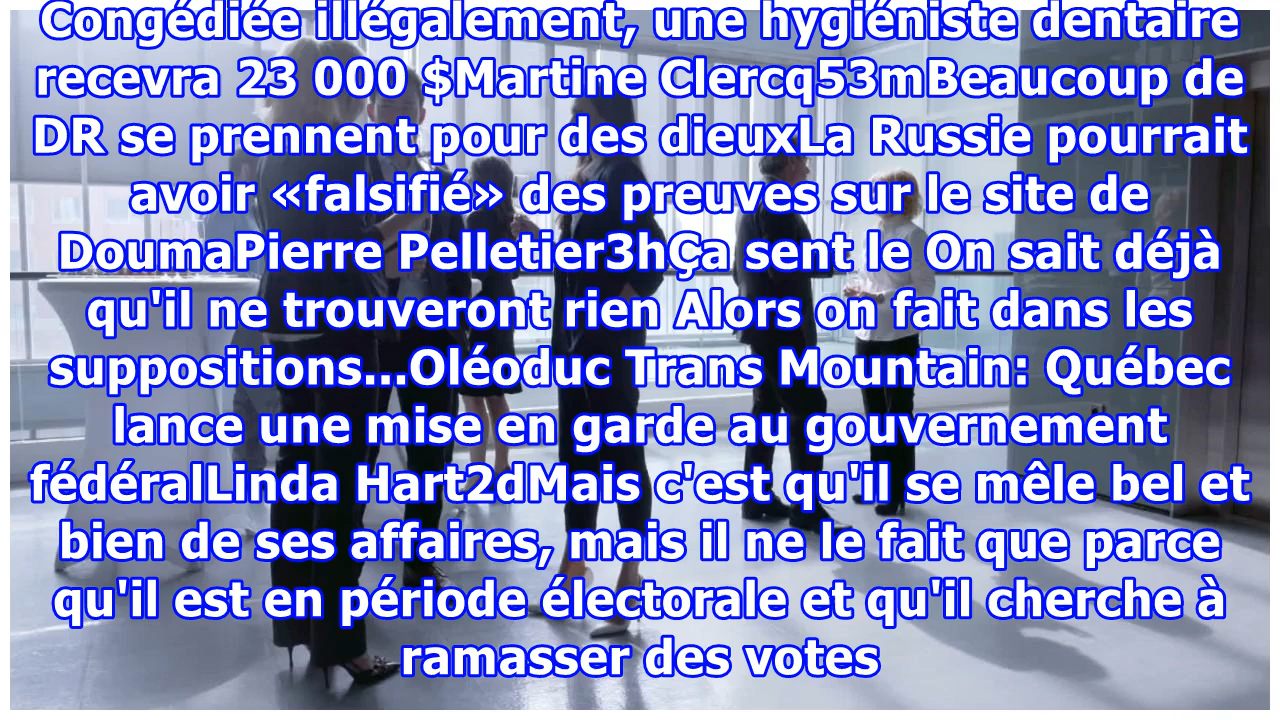 Congédiée illégalement, une hygiéniste dentaire
recevra 23 000 $Martine Clercq53mBeaucoup de
DR se prennent pour des dieuxLa Russie pourrait
avoir «falsifié» des preuves sur le site de
DoumaPierre Pelletier3hÇa sent le On sait déjà
qu'il ne trouveront rien Alors on fait dans les
suppositions...Oléoduc Trans Mountain: Québec
lance une mise en garde au gouvernement
fédéralLinda Hart2dMais c'est qu'il se mêle bel et
bien de ses affaires, mais il ne le fait que parce
qu'il est en période électorale et qu'il cherche à
ramasser des votes